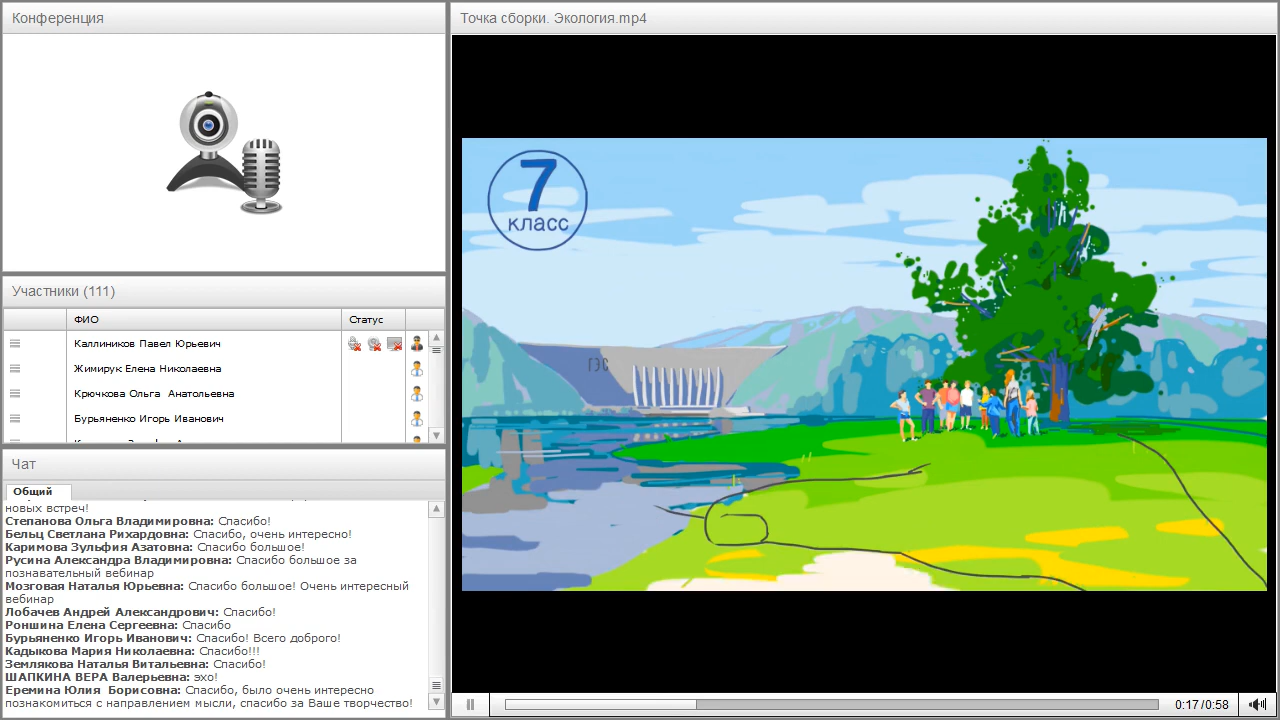 Конференция
Участники (111)
ФИО
Статус
Каллиников Павел Юрьевич
Жимирук Елена Николаевна
Крючкова Ольга Анатольевна
Бурьяненко Игорь Иванович
Чат
Общий
новых встреч!
Степанова Ольга Владимировна: Спасибо!
Бельц Светлана Рихардовна: Спасибо, очень интересно!
Каримова Зульфия Азатовна: Спасибо большое!
Русина Александра Владимировна: Спасибо большое за
познавательный вебинар
Мозговая Наталья Юрьевна: Спасибо большое! Очень интересный
вебинар
Лобачев Андрей Александрович: Спасибо!
Роншина Елена Сергеевна: Спасибо
Бурьяненко Игорь Иванович: Спасибо! Всего доброго!
Кадыкова Мария Николаевна: Спасибо!!!
Землякова Наталья Витальевна: Спасибо!
ШАПКИНА ВЕРА Валерьевна: эхо!
Еремина Юлия Борисовна: Спасибо, было очень интересно
познакомиться с направлением мысли, спасибо за Ваше творчество!
Точка сборки. Экология.mp4
7
класс
ГЭС
0:17/0:58